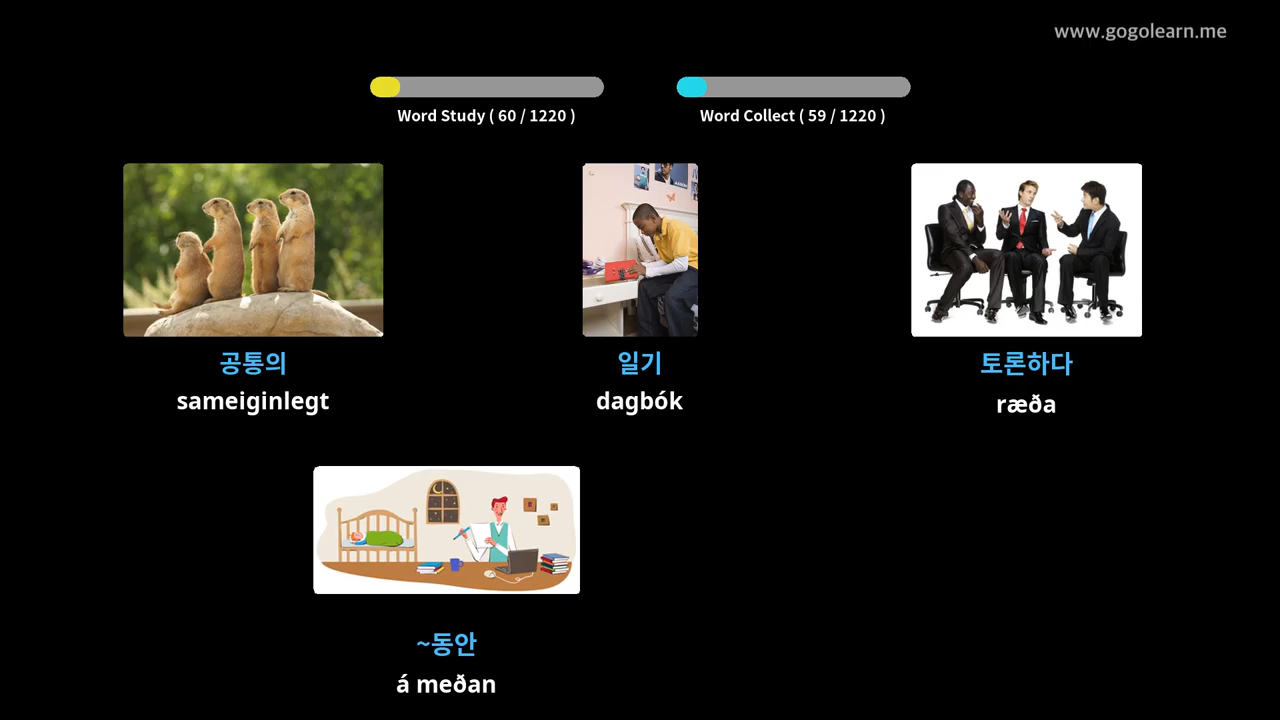 www.gogolearn.me
Word Study ( 60 / 1220 )
Word Collect ( 59 / 1220 )
공통의
sameiginlegt
일기
dagbók
토론하다
ræða
~동안
á meðan